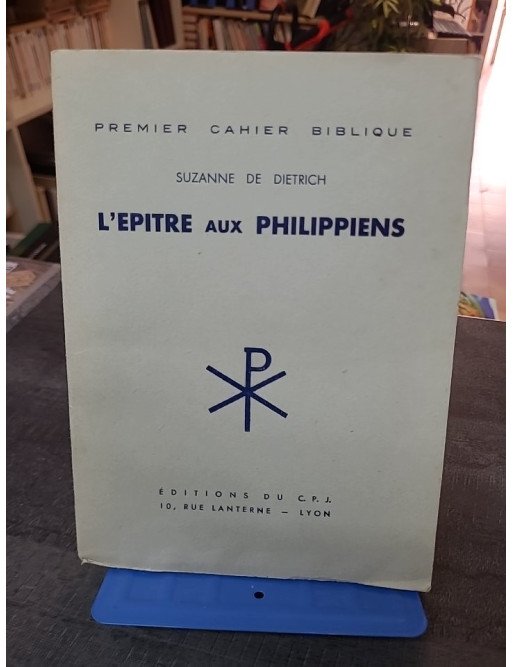 PREMIER CAHIER BIBLIQUE
SUZANNE DE DIETRICH
L'EPITRE AUX PHILIPPIENS
ÉDITIONS DU C.P.J.
10, RUE LANTERNE – LYON